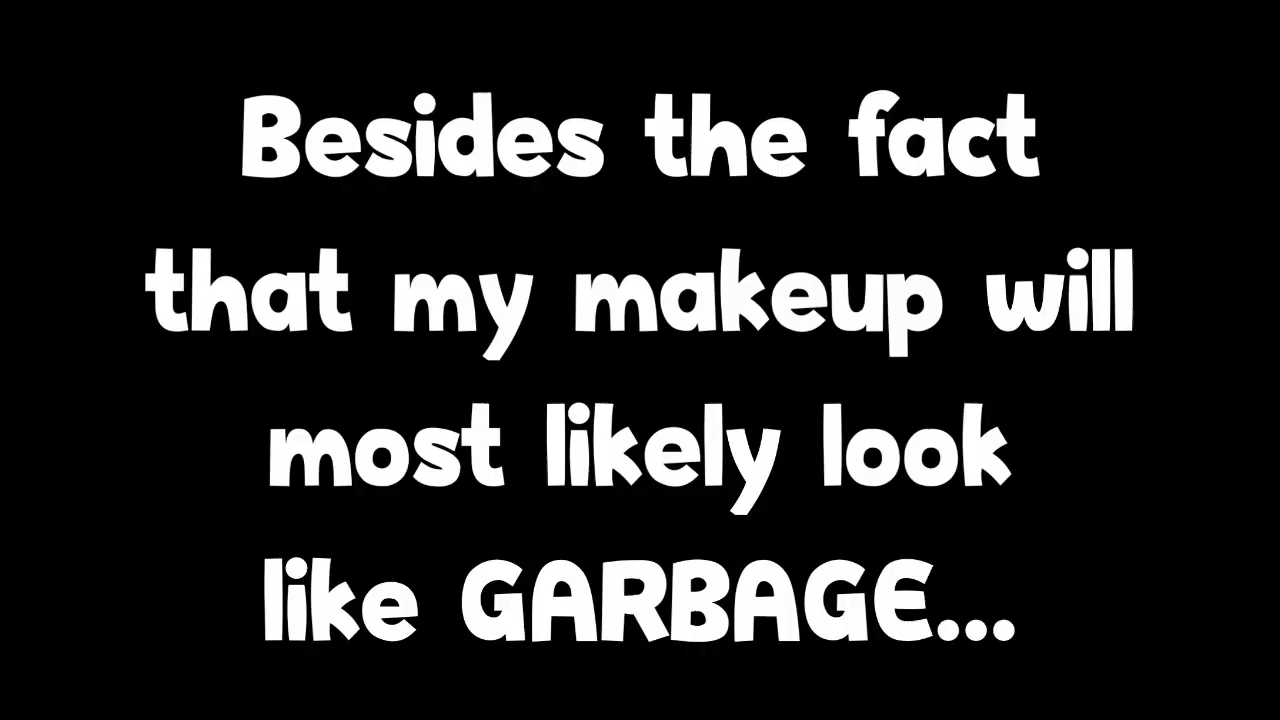 Besides the fact
that my makeup will
most likely look
like GARBAGE...